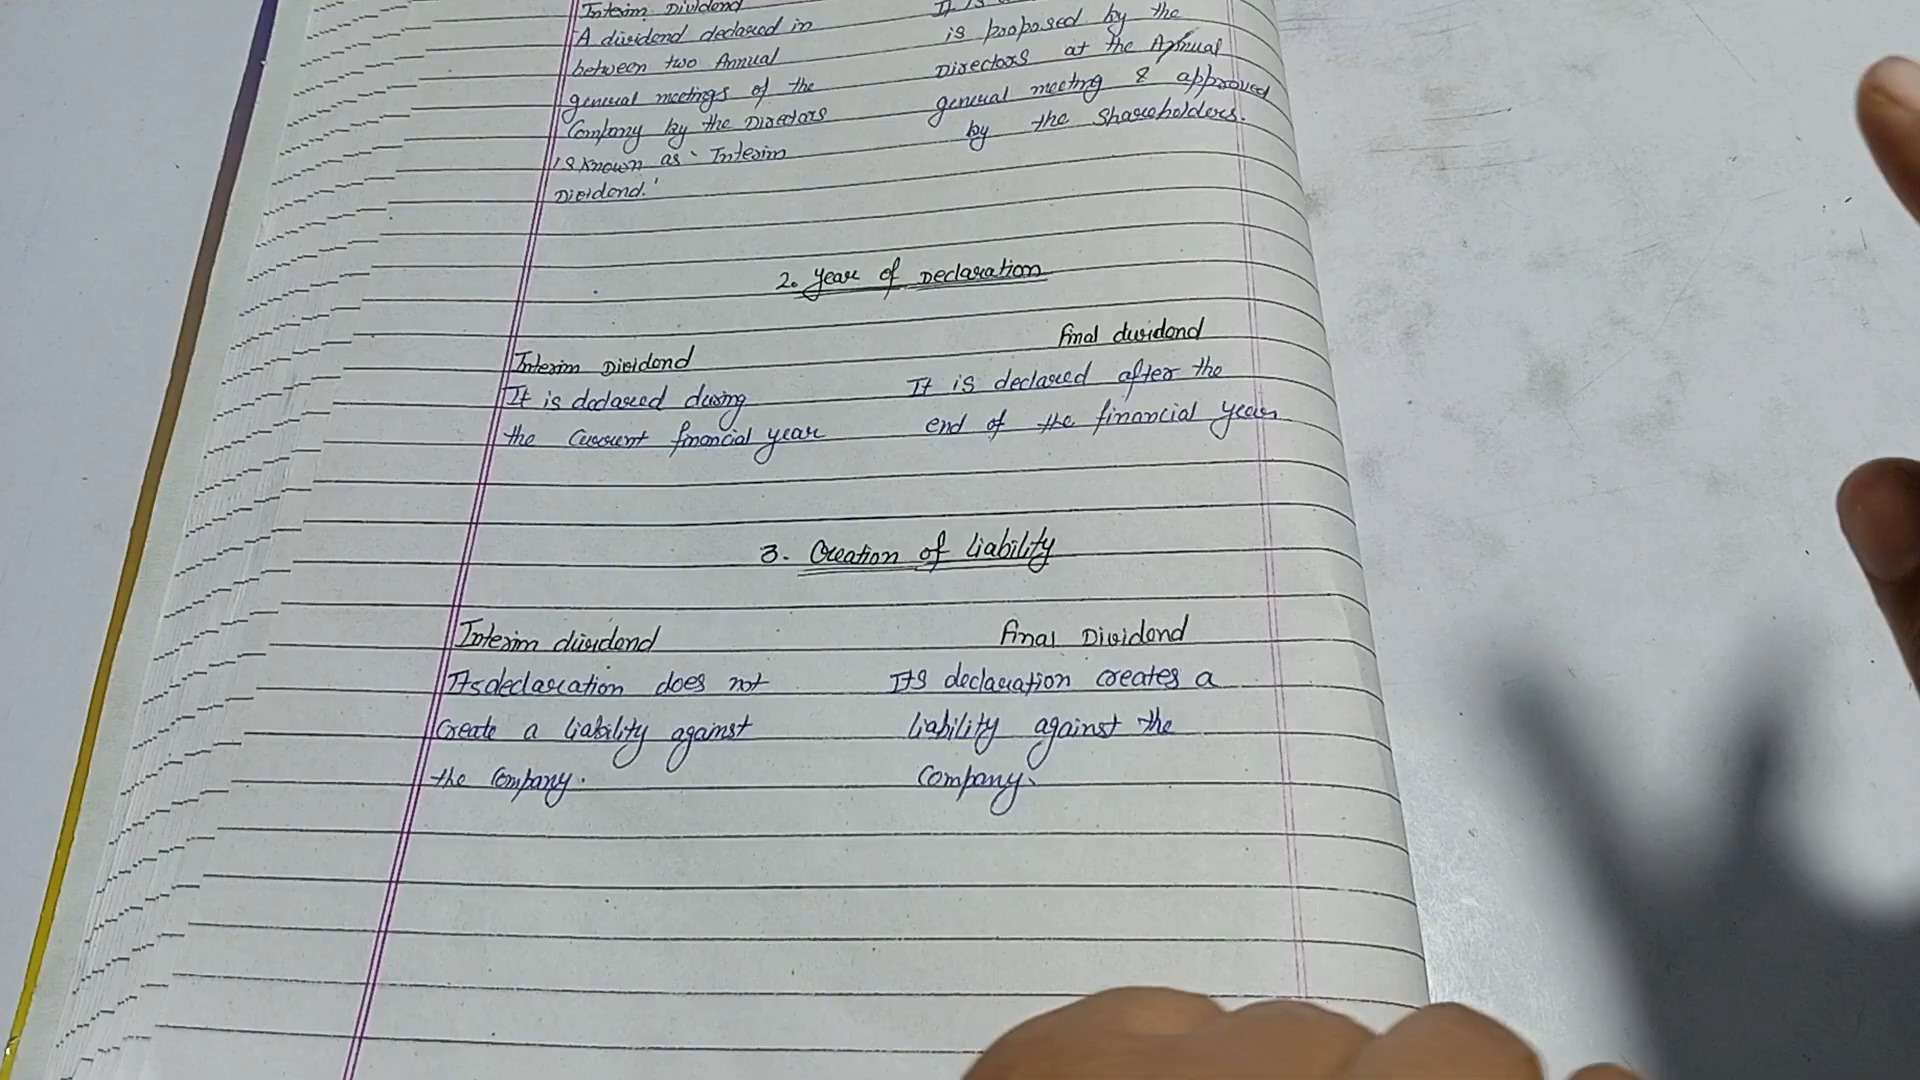 Interim Dividend
A dividend declared in
between two Annual
general meetings of the
Company by the Directors
is known as 'Interim
Dividend.'
It is
is proposed by the
Directors at the Annual
general meeting & approved
by the Shareholders.
2. Year of Declaration
Interim Dividend
It is declared during
the Current financial year
final dividend
It is declared after the
end of the financial year
3. Creation of Liability
Interim dividend
Its declaration does not
Create a liability against
the Company.
final Dividend
Its declaration creates a
liability against the
Company.